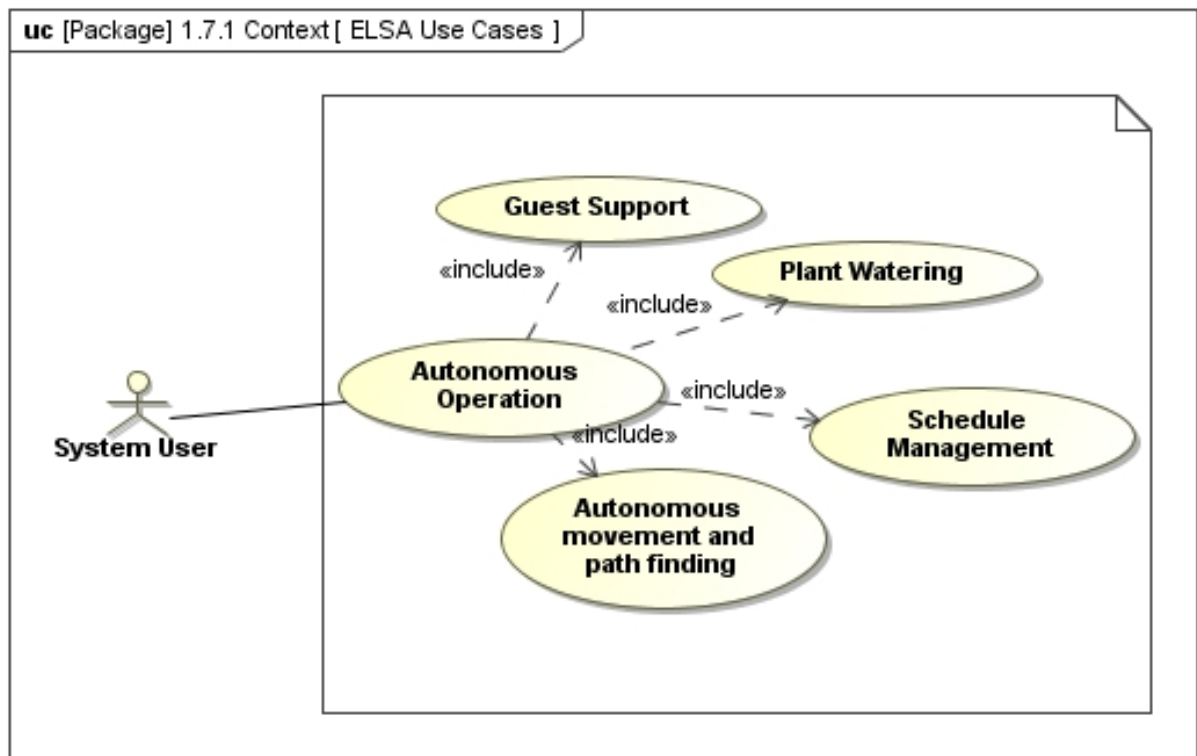 uc [Package] 1.7.1 Context [ ELSA Use Cases ]
Guest Support
«include»
Plant Watering
«include»
Autonomous
Operation
«include»
Schedule
Management
«include»
System User
Autonomous
movement and
path finding